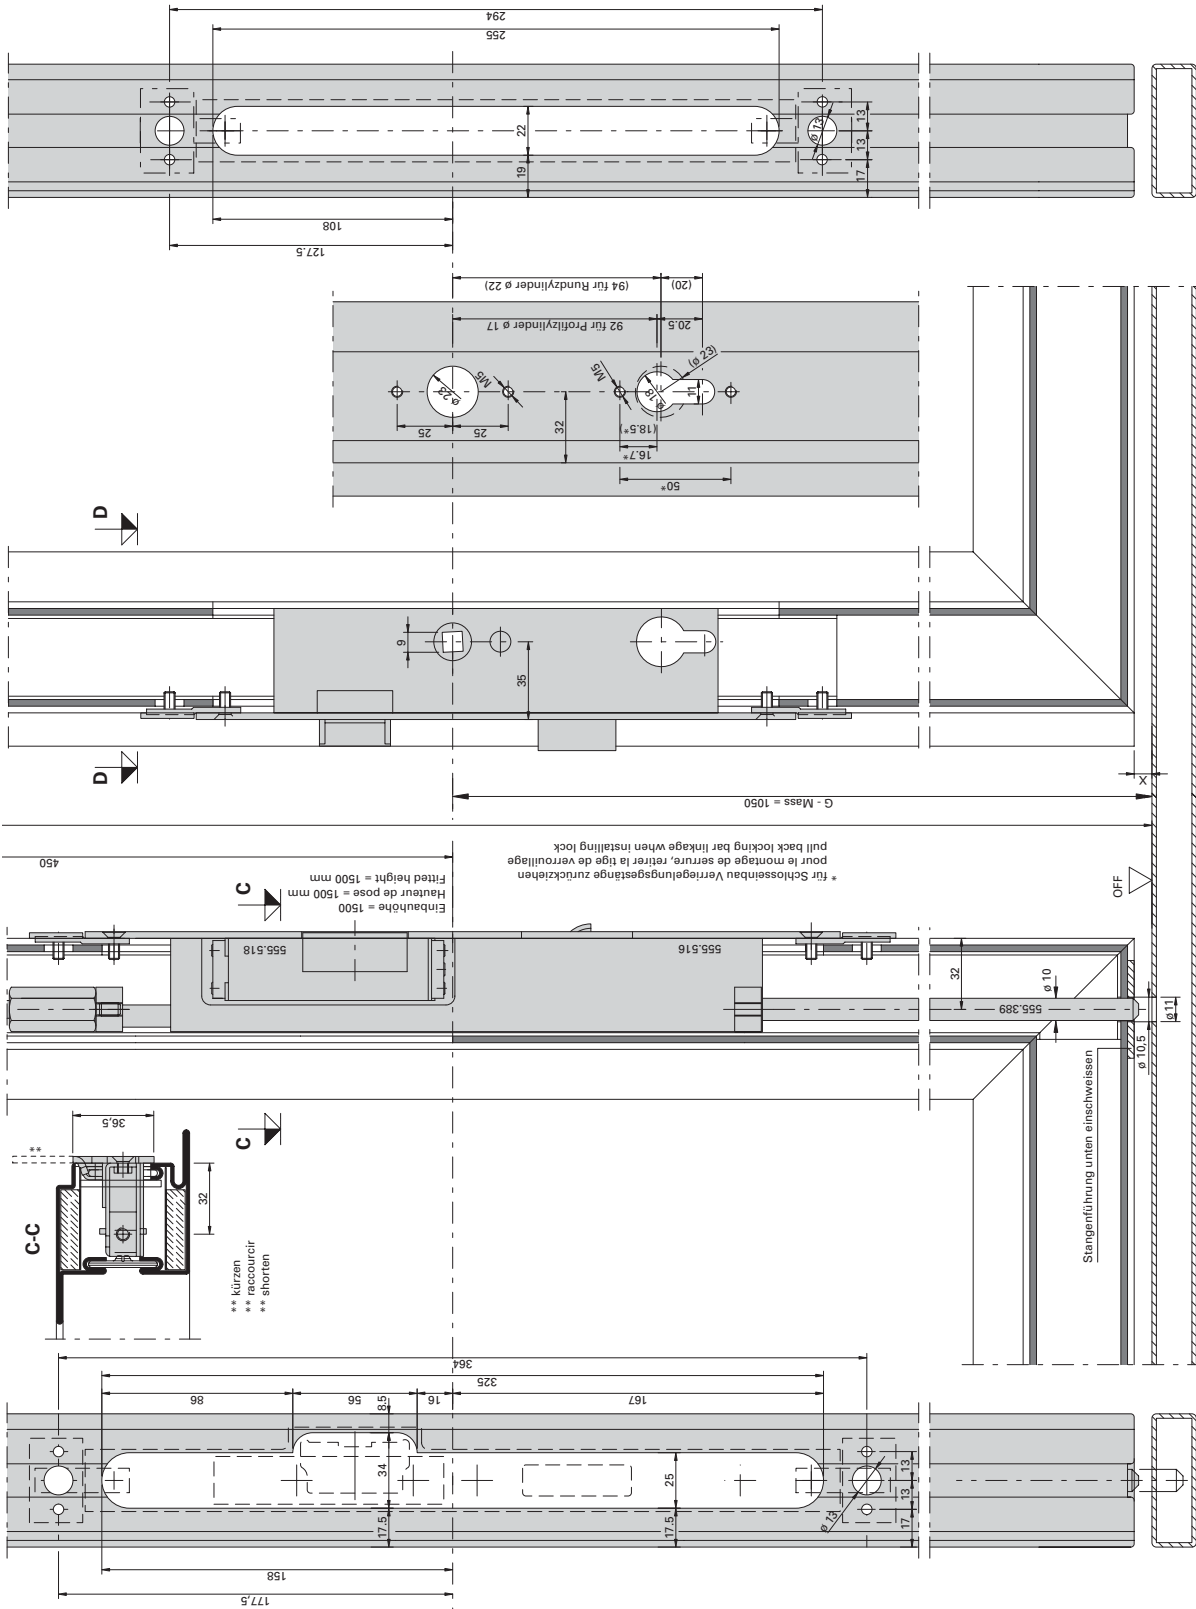 294
255
22
19
ø 13
13
13
17
108
127.5
(94 für Rundzylinder ø 22)
(20)
92 für Profilzylinder ø 17
20.5
ø 23
M5
M5
ø 18
(ø 23)
11
25
25
32
(18.5*)
16.7*
50*
D
9
35
D
X
G - Mass = 1050
* für Schlosseinbau Verriegelungsgestänge zurückziehen
pour le montage de serrure, retirer la tige de verrouillage
pull back locking bar linkage when installing lock
450
Einbauhöhe = 1500
Hauteur de pose = 1500 mm
Fitted height = 1500 mm
C
OFF
555.518
555.516
32
ø 10
555.389
ø 11
ø 10,5
Stangenführung unten einschweissen
C
C-C
**
36,5
32
** kürzen
** raccourcir
** shorten
364
325
86
56
16
167
8.5
34
25
17.5
17.5
13
13
17
ø 13
158
177,5